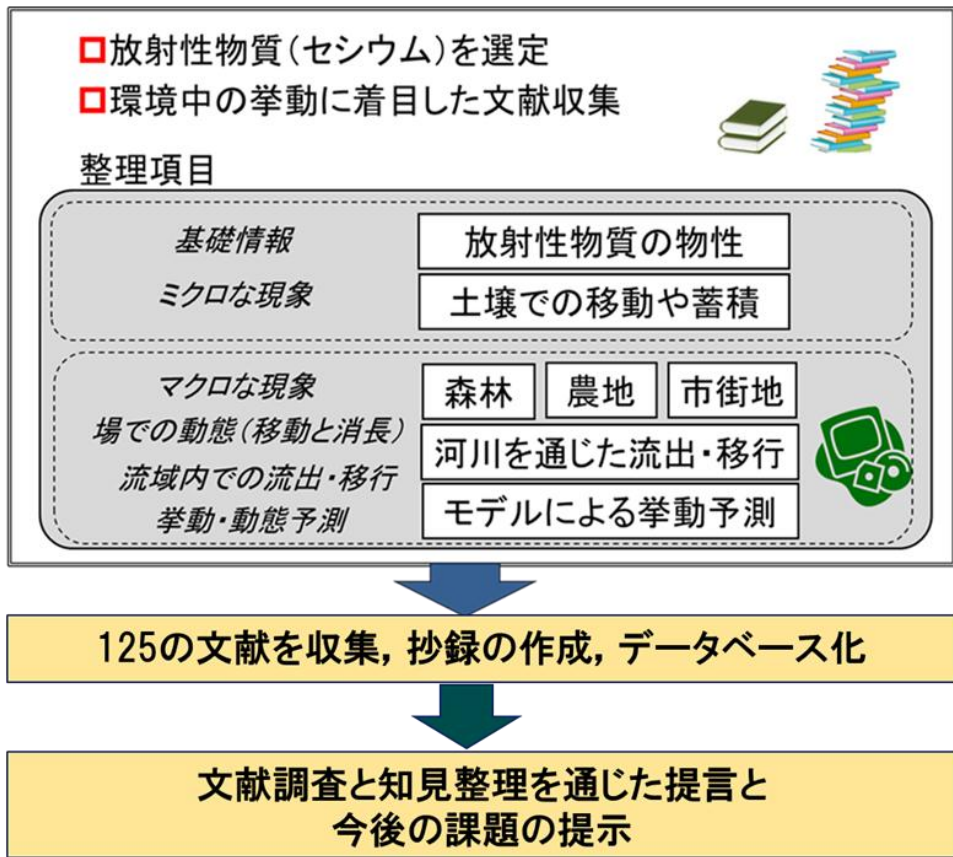 □放射性物質(セシウム)を選定
□環境中の挙動に着目した文献収集
整理項目
基礎情報
放射性物質の物性
ミクロな現象
土壌での移動や蓄積
マクロな現象
森林
農地
市街地
場での動態(移動と消長)
河川を通じた流出・移行
流域内での流出・移行
挙動・動態予測
モデルによる挙動予測
125の文献を収集, 抄録の作成, データベース化
文献調査と知見整理を通じた提言と
今後の課題の提示